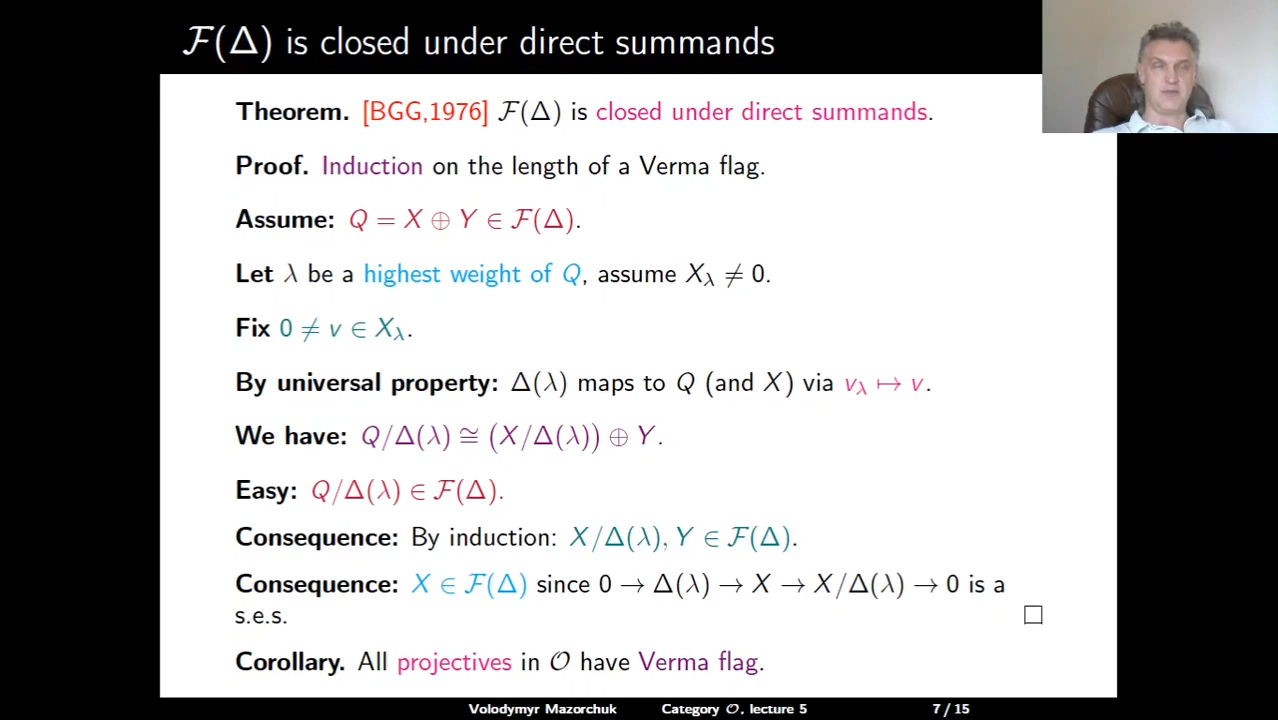 F(Δ) is closed under direct summands
Theorem. [BGG,1976] F(Δ) is closed under direct summands.
Proof. Induction on the length of a Verma flag.
Assume: Q = X ⊕ Y ∈ F(Δ).
Let λ be a highest weight of Q, assume X_λ ≠ 0.
Fix 0 ≠ v ∈ X_λ.
By universal property: Δ(λ) maps to Q (and X) via v_λ ↦ v.
We have: Q/Δ(λ) ≅ (X/Δ(λ)) ⊕ Y.
Easy: Q/Δ(λ) ∈ F(Δ).
Consequence: By induction: X/Δ(λ), Y ∈ F(Δ).
Consequence: X ∈ F(Δ) since 0 → Δ(λ) → X → X/Δ(λ) → 0 is a
s.e.s. □
Corollary. All projectives in O have Verma flag.
Volodymyr Mazorchuk Category O, lecture 5 7 / 15